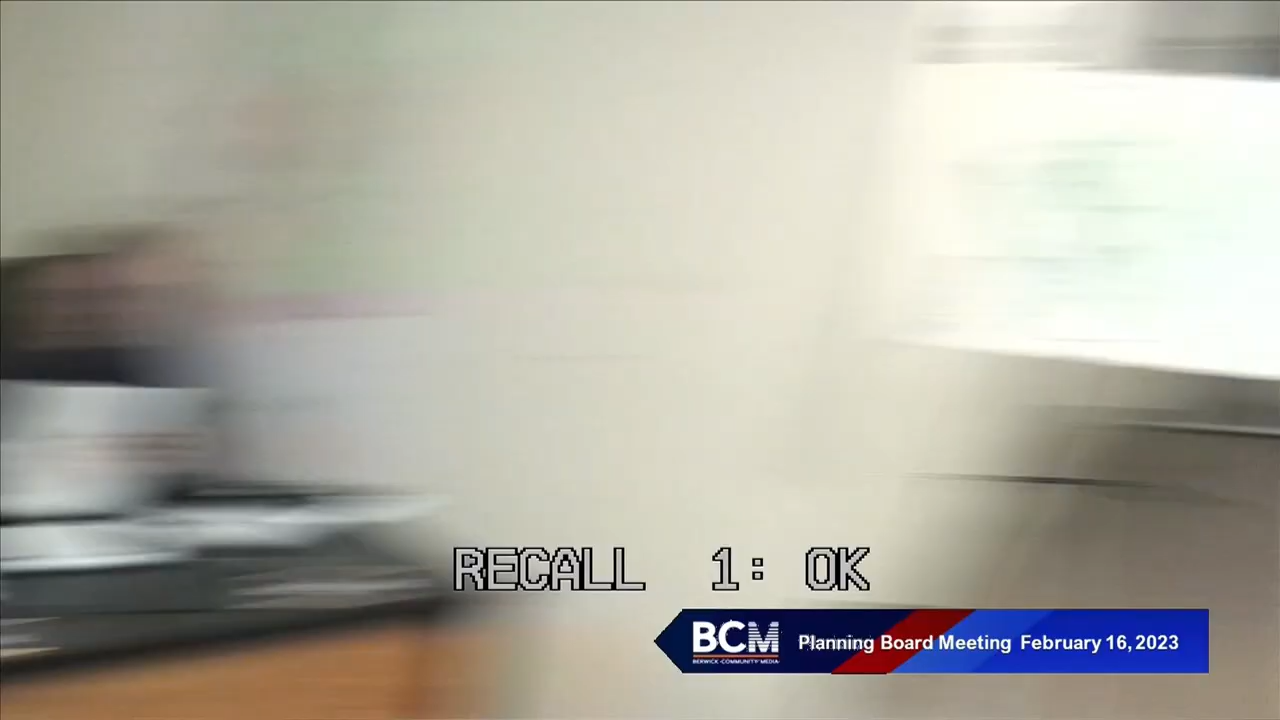 RECALL 1: OK
BCM
BERWICK COMMUNITY MEDIA
Planning Board Meeting February 16, 2023